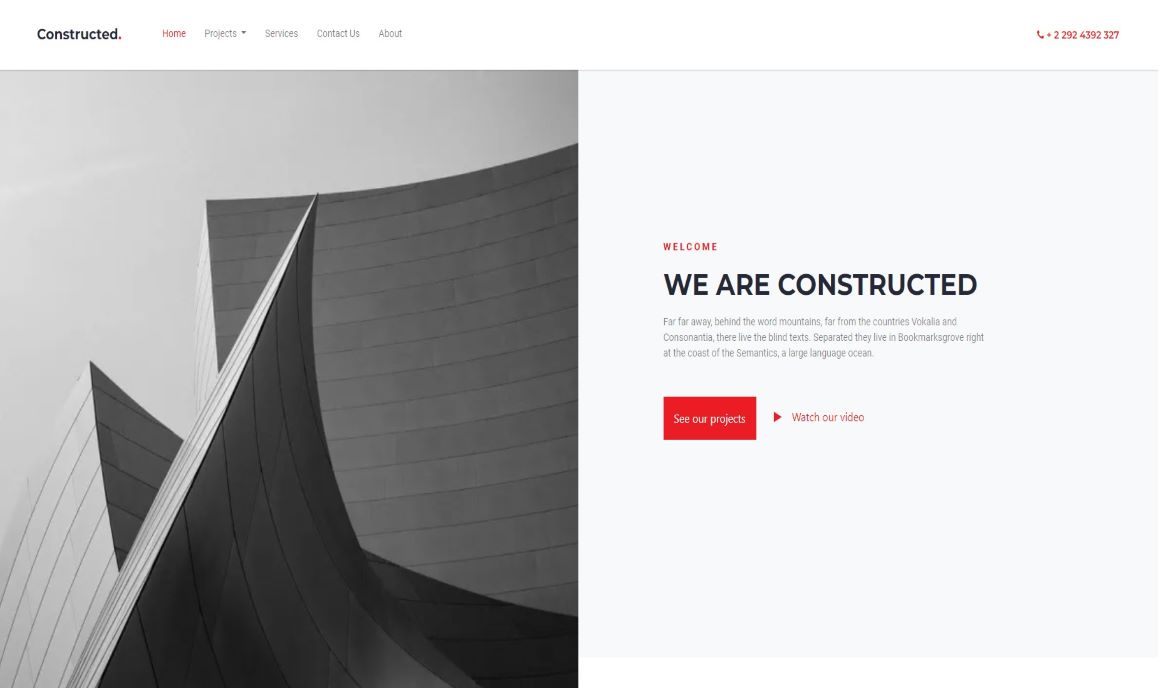 Constructed.
Home Projects Services Contact Us About
+ 2 292 4392 327
WELCOME
WE ARE CONSTRUCTED
Far far away, behind the word mountains, far from the countries Vokalia and
Consonantia, there live the blind texts. Separated they live in Bookmarksgrove right
at the coast of the Semantics, a large language ocean.
See our projects
Watch our video